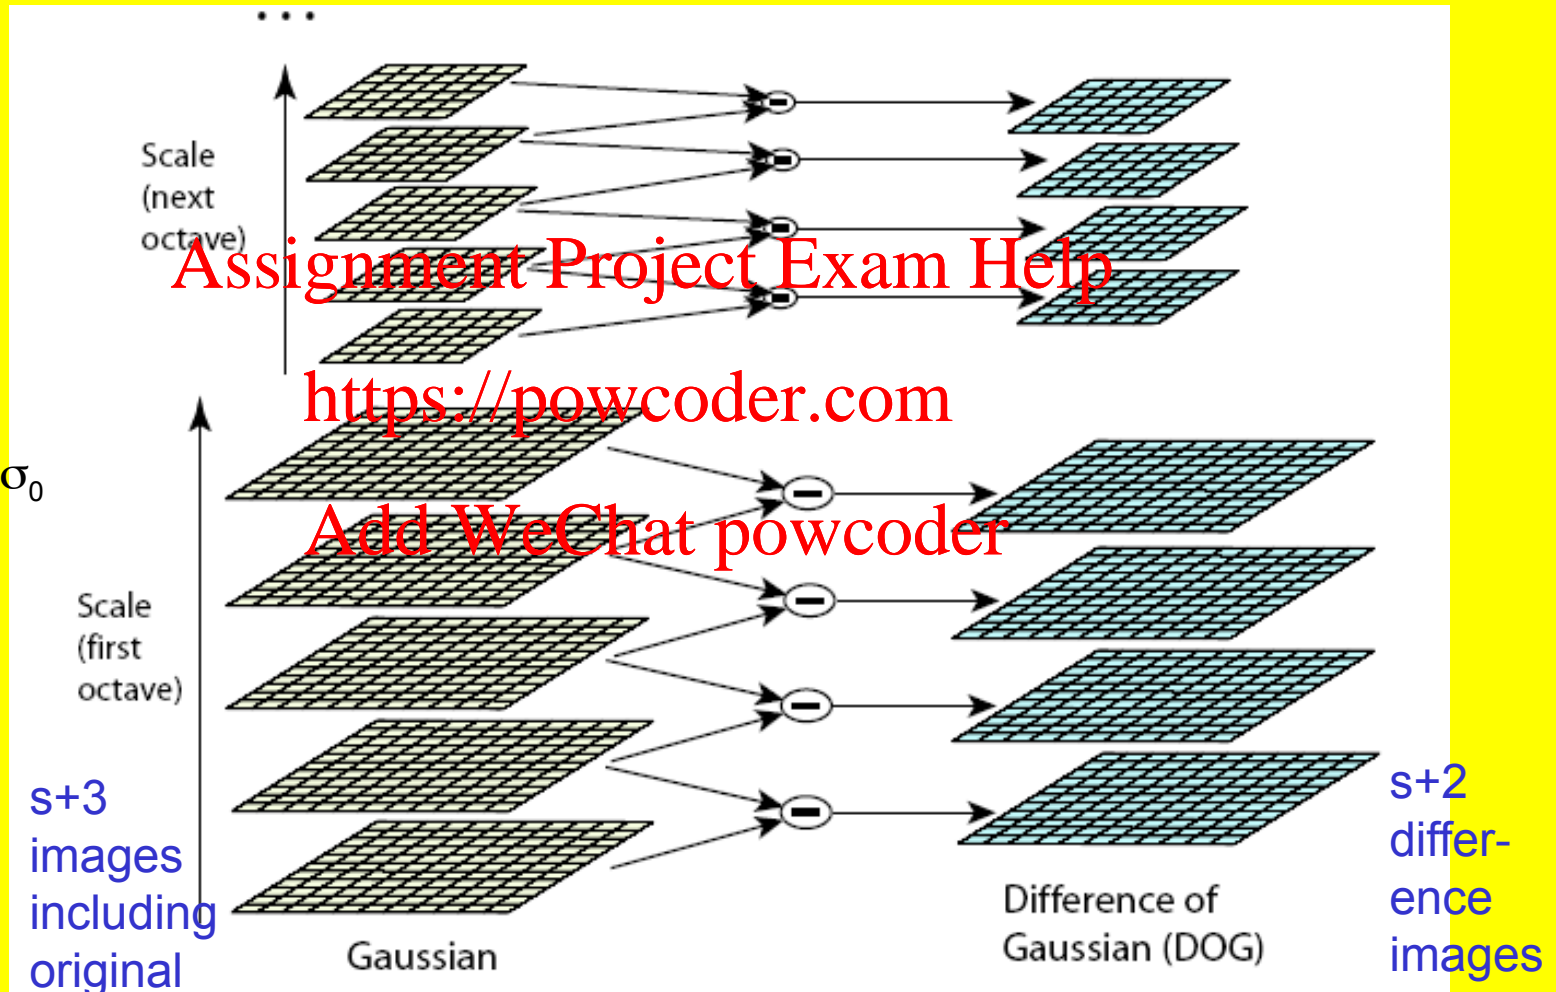 ...
Scale
(next
octave)
Assignment Project Exam Help
https://powcoder.com
σ0
Add WeChat powcoder
Scale
(first
octave)
s+3
images
including
original
Gaussian
Difference of
Gaussian (DOG)
s+2
differ-
ence
images